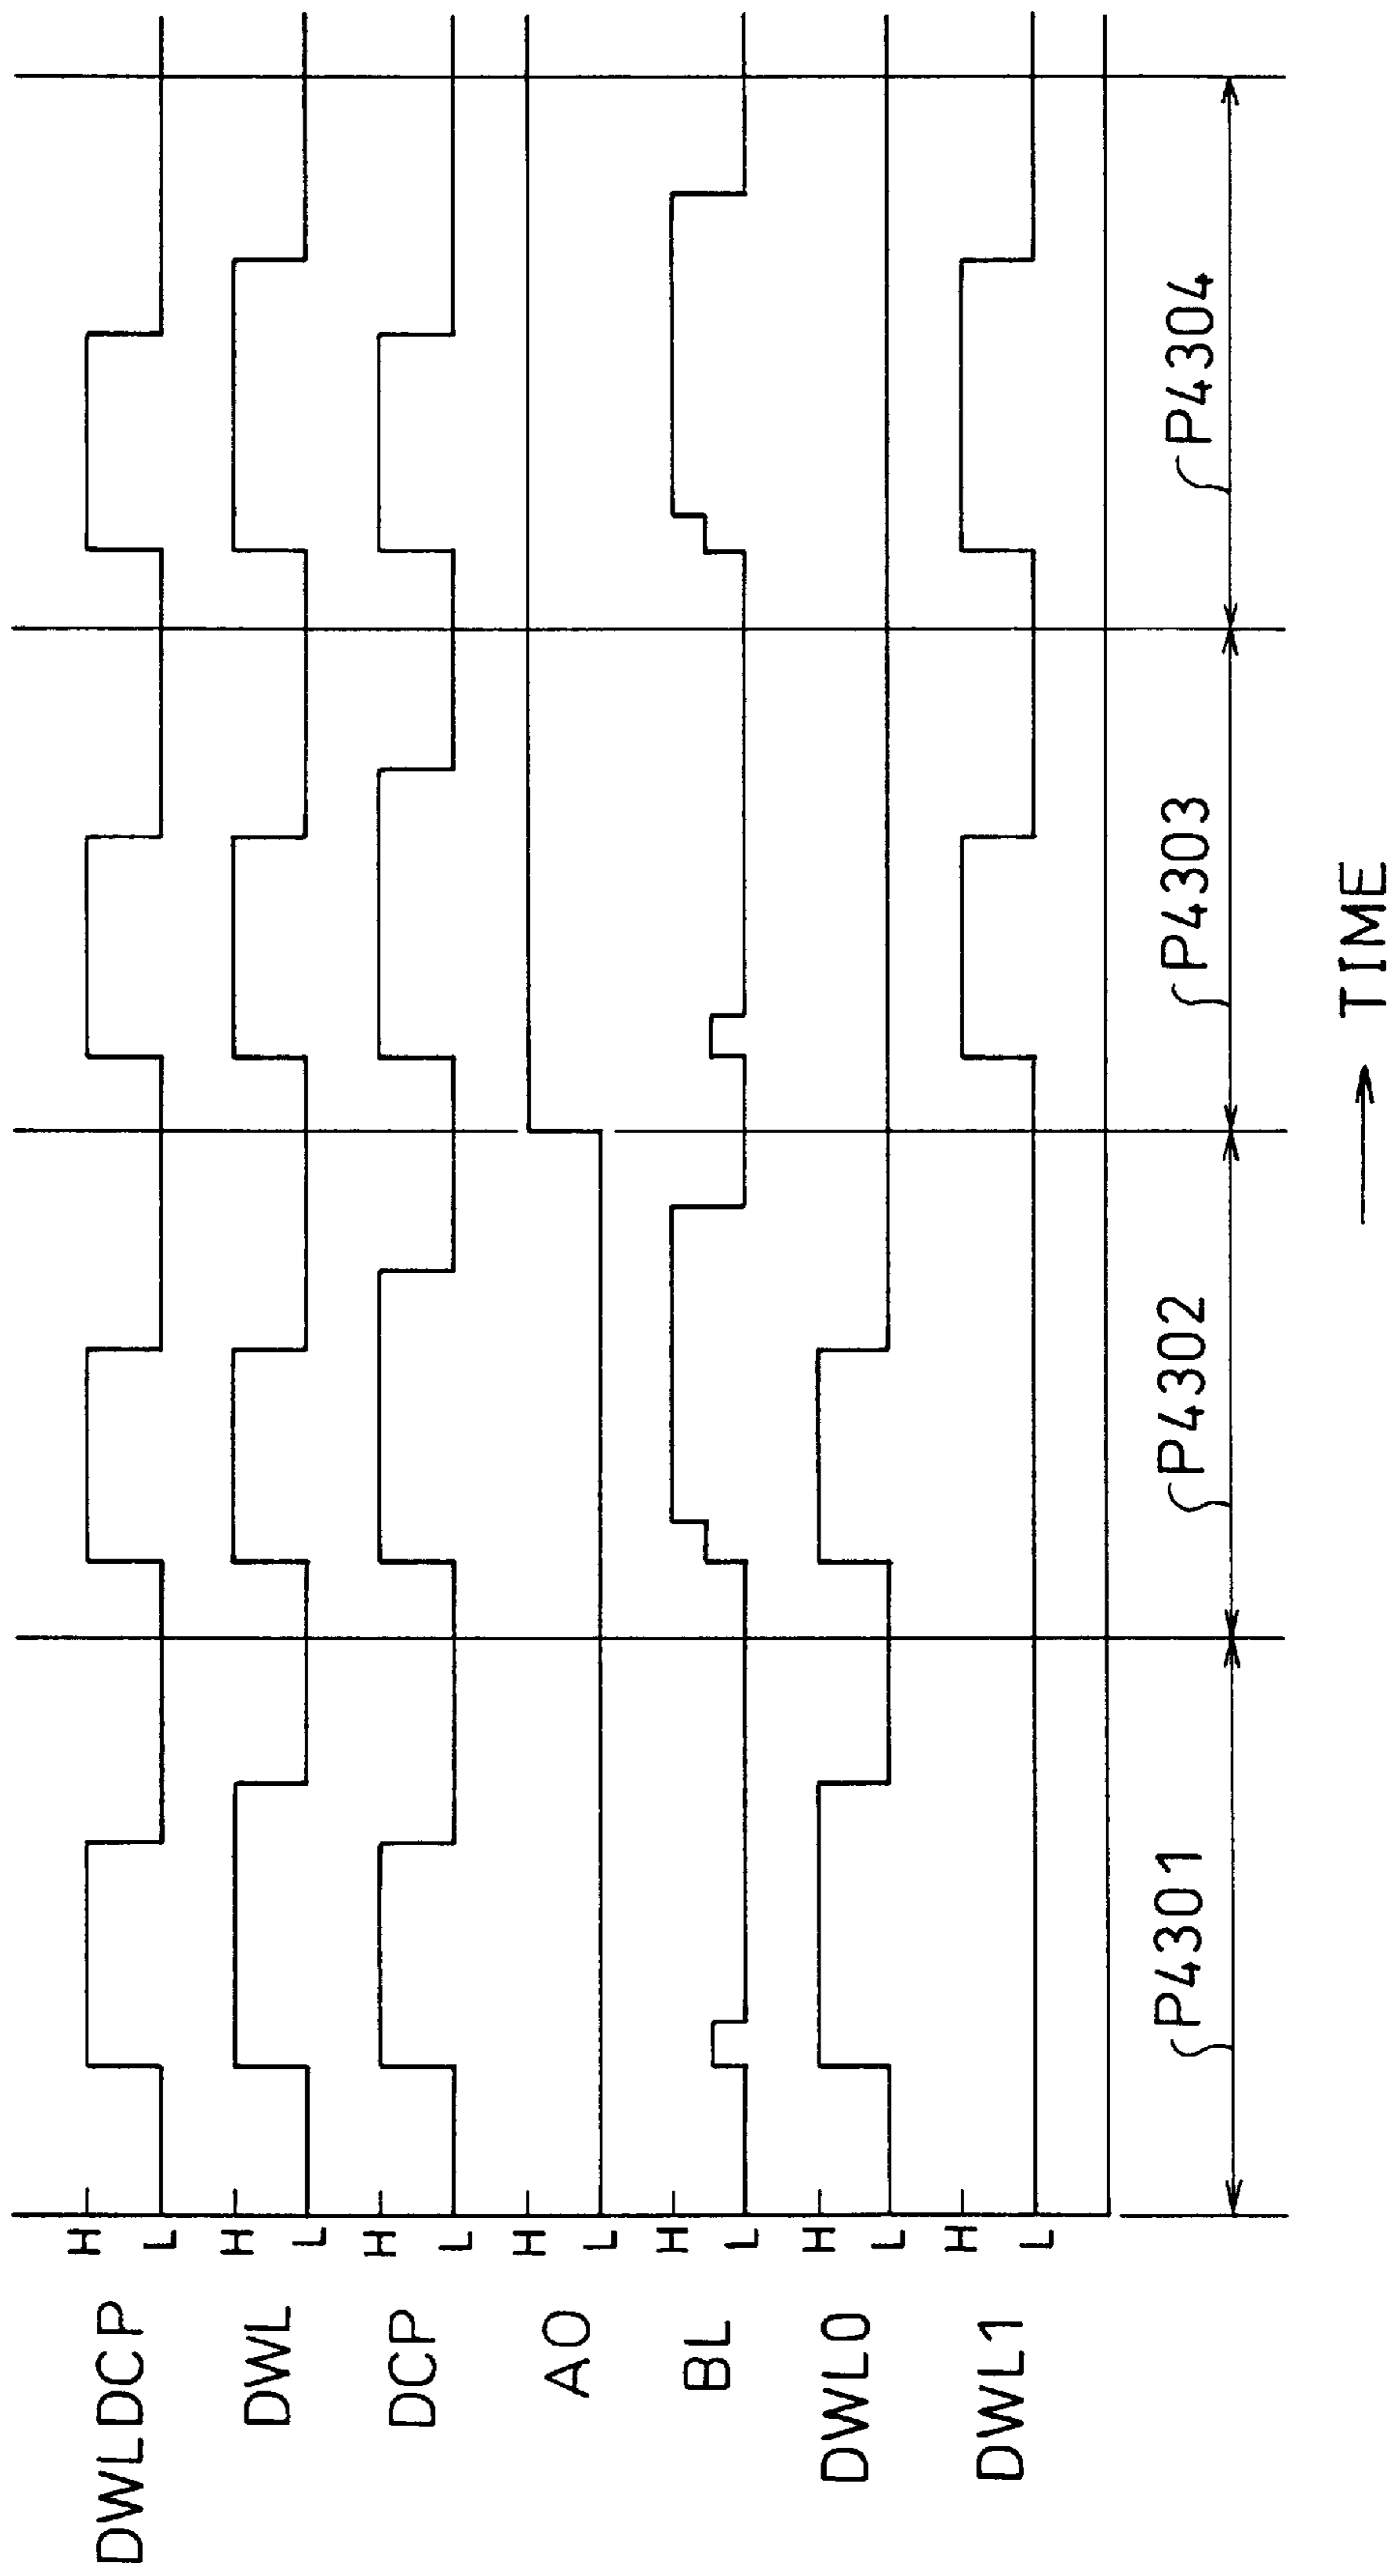 DWLDCP H
L
DWL H
L
DCP H
L
A0 H
L
BL H
L
DWL0 H
L
DWL1 H
L
P4301 P4302 P4303 P4304
→ TIME